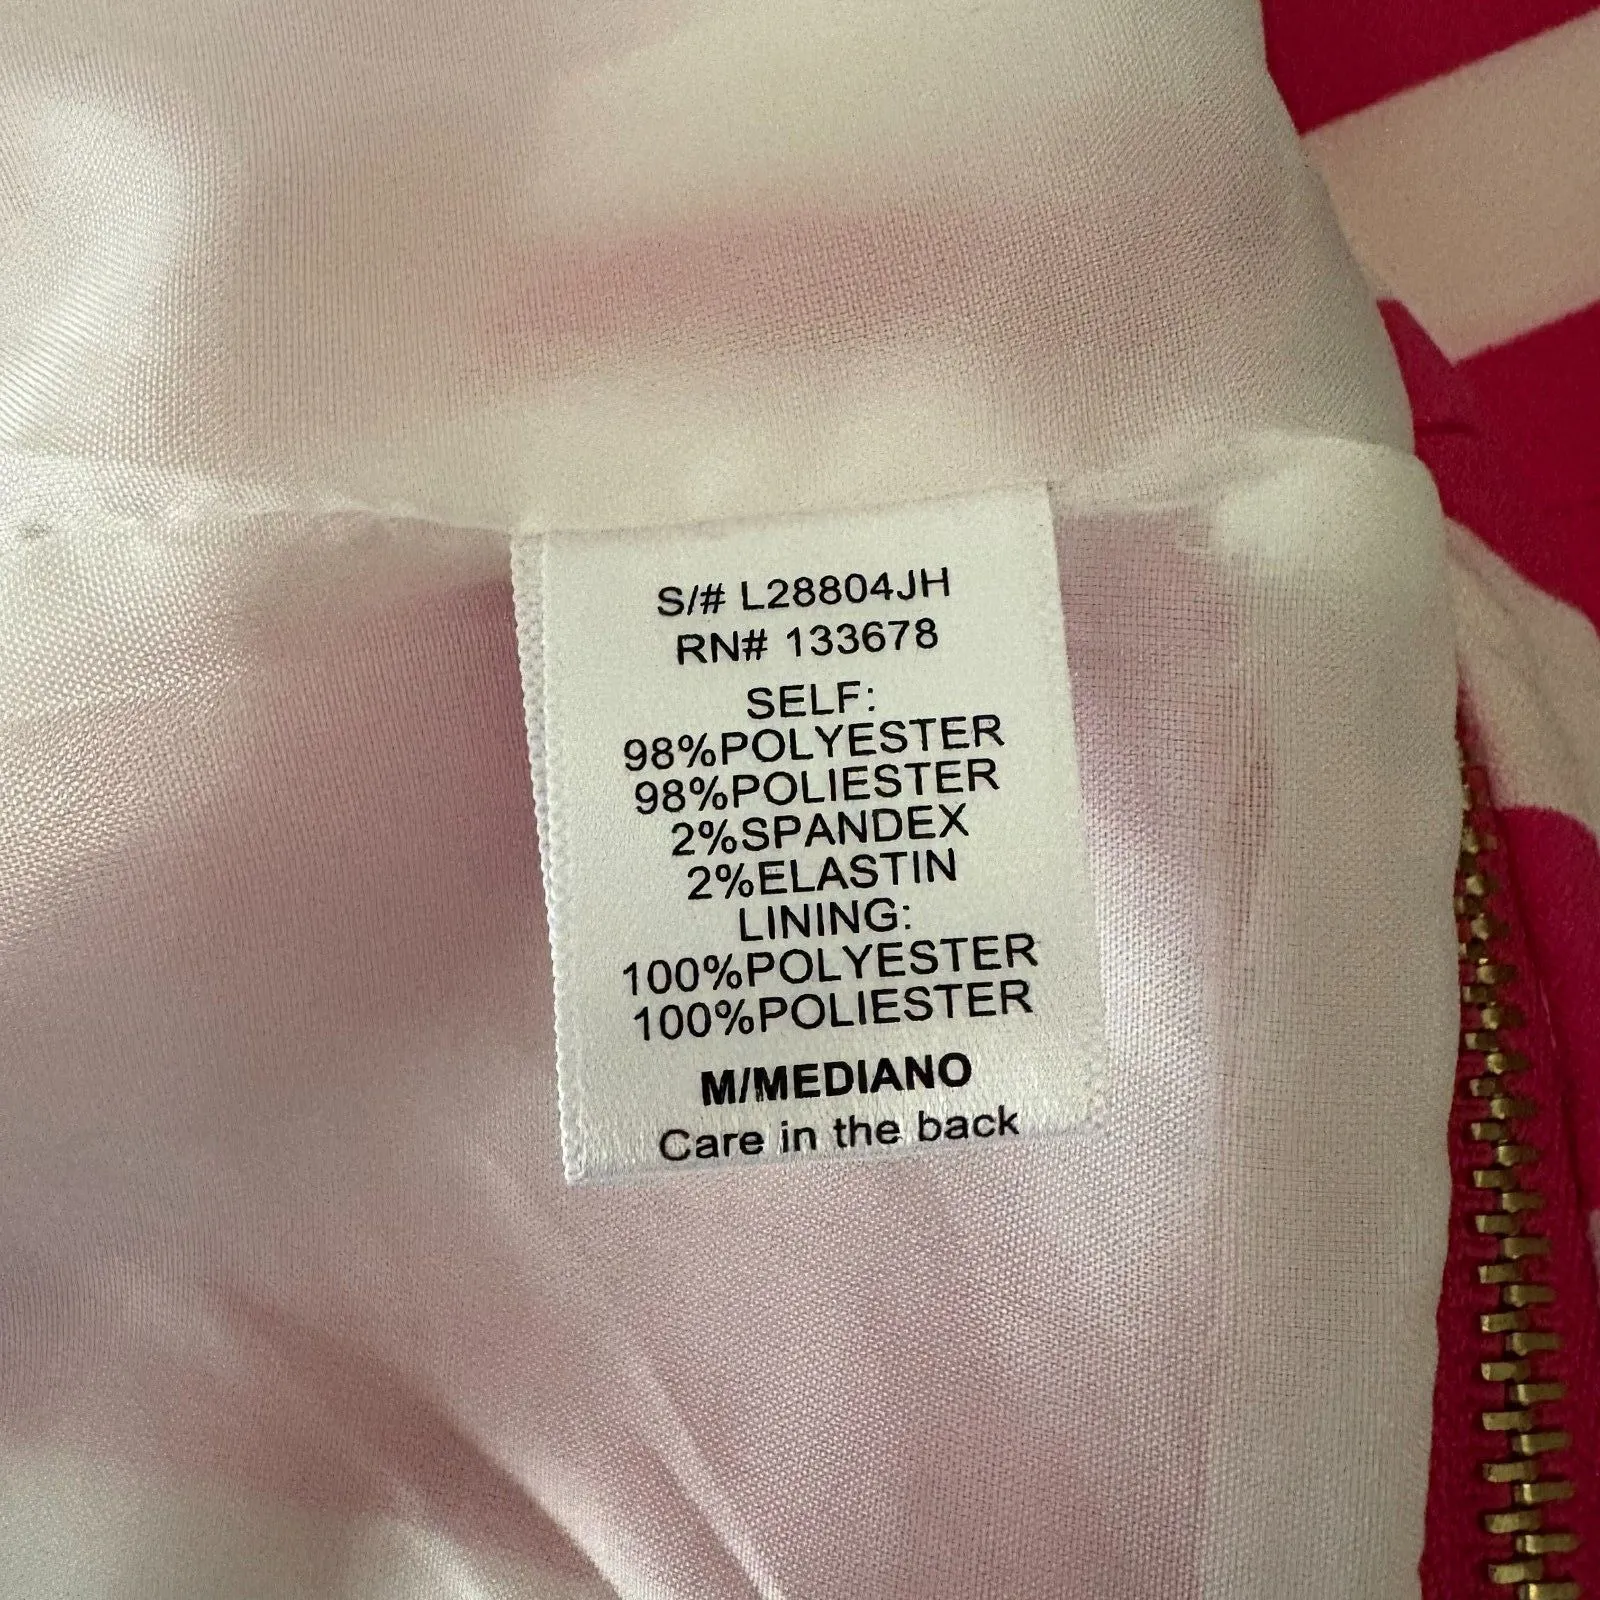 S/# L28804JH
RN# 133678
SELF:
98%POLYESTER
98%POLIESTER
2%SPANDEX
2%ELASTIN
LINING:
100%POLYESTER
100%POLIESTER
M/MEDIANO
Care in the back